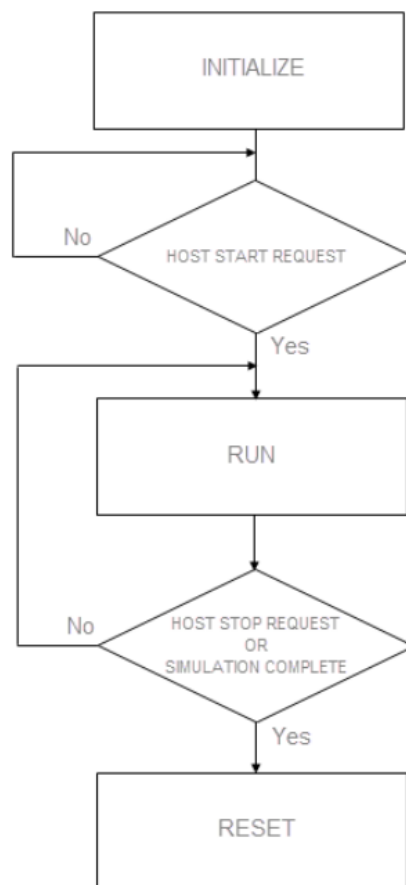 INITIALIZE
No
HOST START REQUEST
Yes
RUN
No
HOST STOP REQUEST
OR
SIMULATION COMPLETE
Yes
RESET